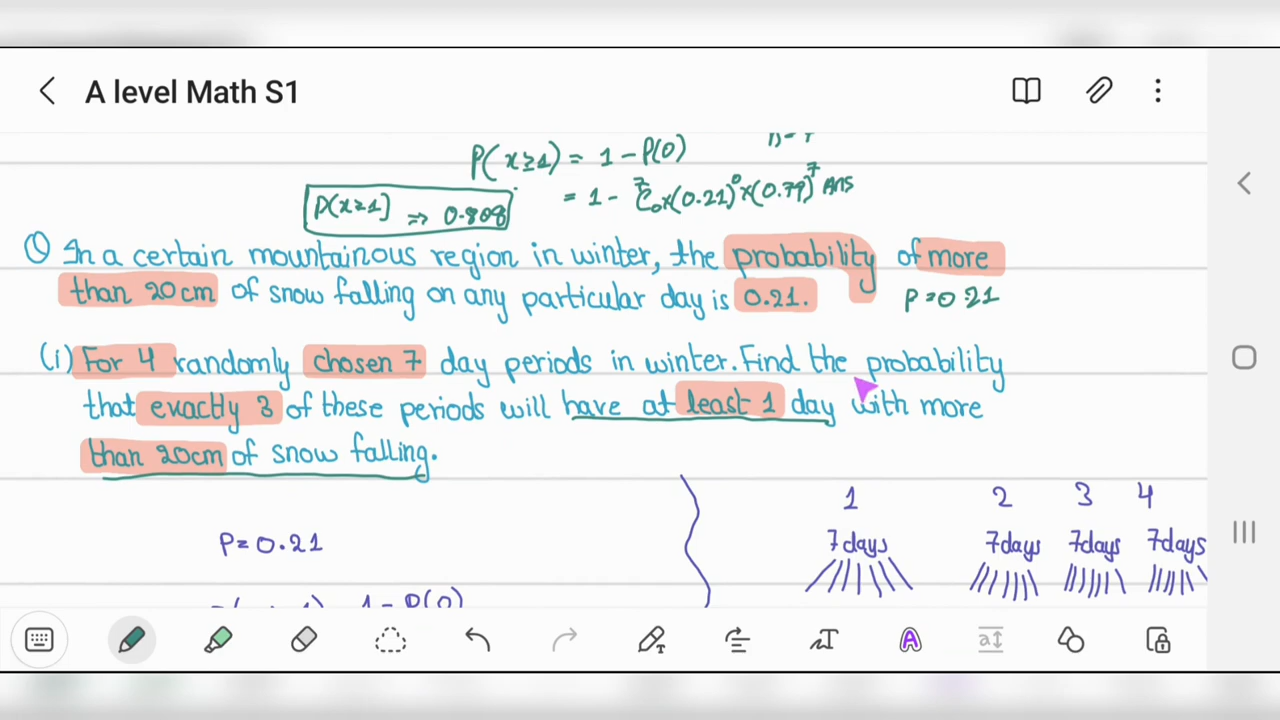 A level Math S1
P(x≥1) = 1 - P(0)
= 1 - ⁷C₀×(0.21)⁰×(0.79)⁷ Ans
P(x≥1) ⇒ 0.808
① In a certain mountainous region in winter, the probability of more
than 20cm of snow falling on any particular day is 0.21. P=0.21
(i) For 4 randomly chosen 7 day periods in winter. Find the probability
that exactly 3 of these periods will have at least 1 day with more
than 20cm of snow falling.
1 2 3 4
7days 7days 7days 7days
P=0.21
1-P(0)